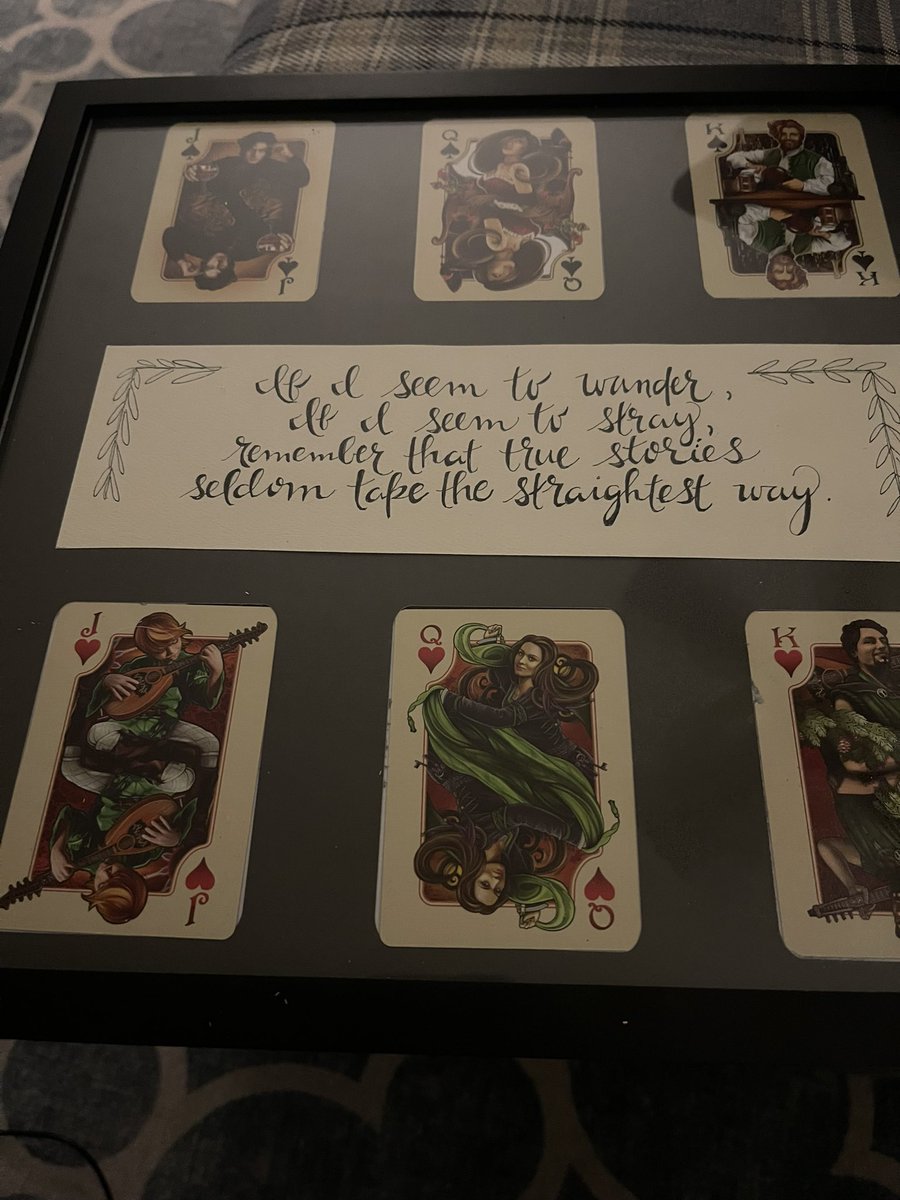 J
Q
K
J
Q
K
If I seem to wander,
If I seem to stray,
remember that true stories
seldom take the straightest way.
J
Q
K
J
Q